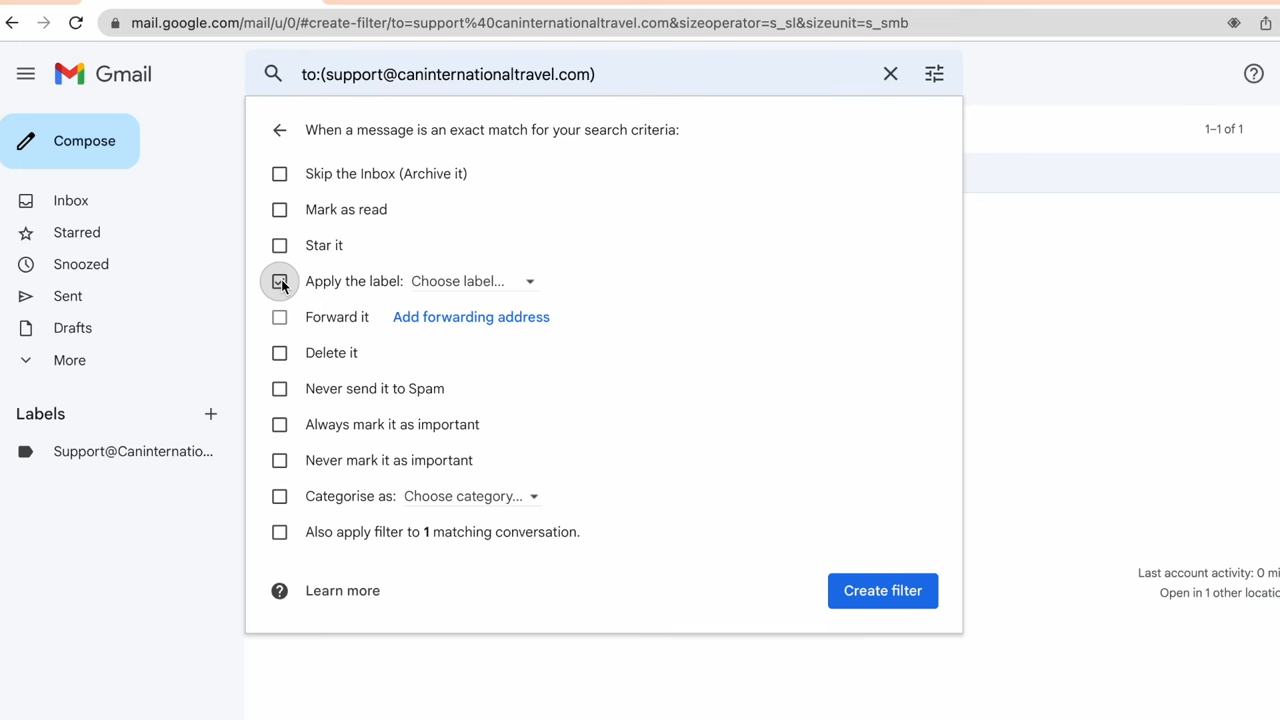 mail.google.com/mail/u/0/#create-filter/to=support%40caninternationaltravel.com&sizeoperator=s_sl&sizeunit=s_smb
Gmail
to:(support@caninternationaltravel.com)
Compose
When a message is an exact match for your search criteria:
1–1 of 1
Skip the Inbox (Archive it)
Inbox
Mark as read
Starred
Star it
Snoozed
Apply the label: Choose label...
Sent
Forward it Add forwarding address
Drafts
Delete it
More
Never send it to Spam
Labels
Always mark it as important
Support@Caninternatio...
Never mark it as important
Categorise as: Choose category...
Also apply filter to 1 matching conversation.
Last account activity: 0 mi
Learn more
Create filter
Open in 1 other locatio